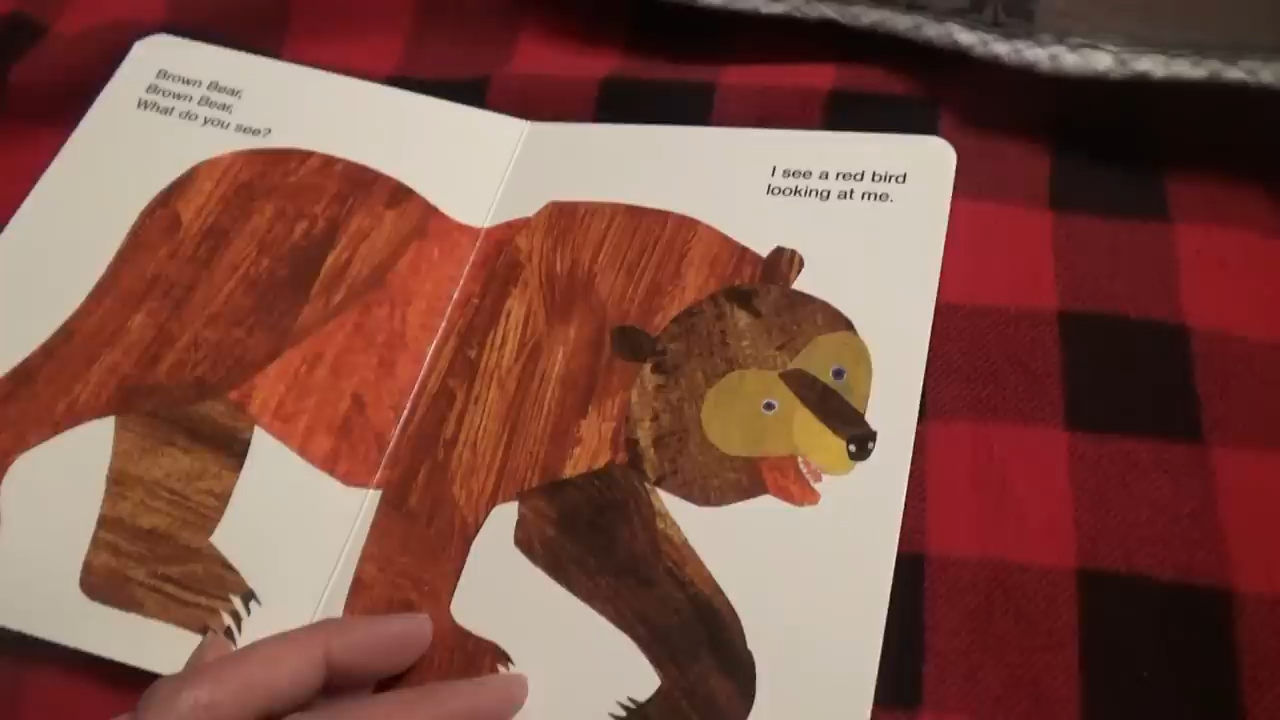 Brown Bear,
Brown Bear,
What do you see?
I see a red bird
looking at me.